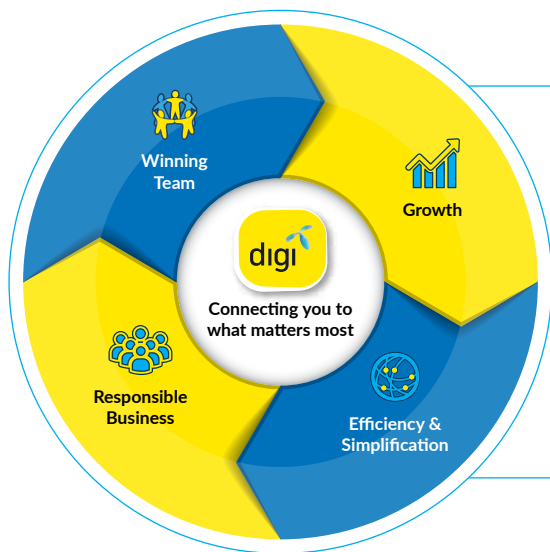 Winning
Team
Growth
digi
Connecting you to
what matters most
Responsible
Business
Efficiency &
Simplification